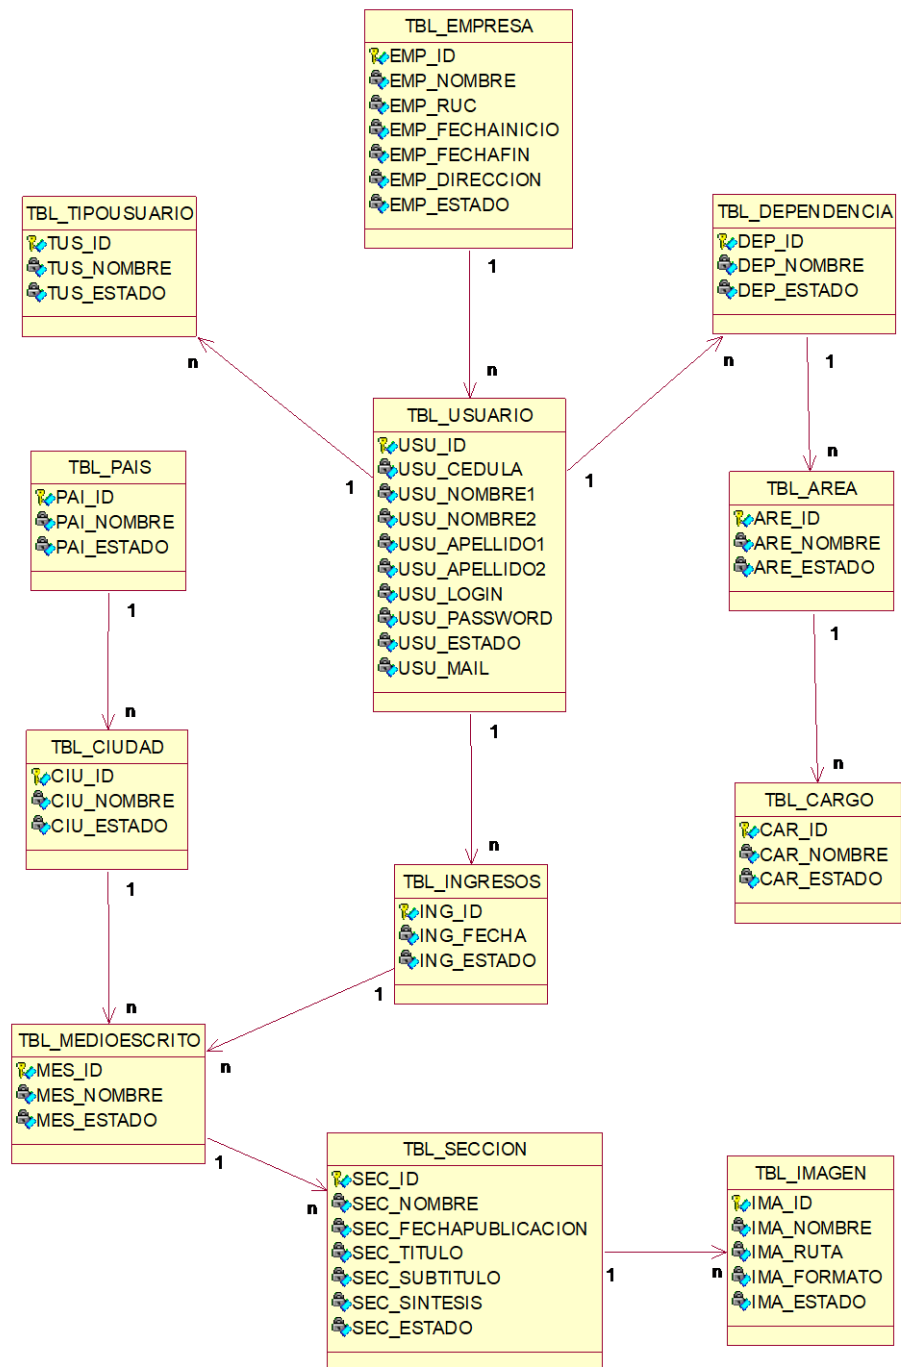 TBL_EMPRESA
EMP_ID
EMP_NOMBRE
EMP_RUC
EMP_FECHAINICIO
EMP_FECHAFIN
EMP_DIRECCION
EMP_ESTADO
1
n
TBL_TIPOUSUARIO
TUS_ID
TUS_NOMBRE
TUS_ESTADO
n
1
TBL_DEPENDENCIA
DEP_ID
DEP_NOMBRE
DEP_ESTADO
n
1
1
n
TBL_USUARIO
USU_ID
USU_CEDULA
USU_NOMBRE1
USU_NOMBRE2
USU_APELLIDO1
USU_APELLIDO2
USU_LOGIN
USU_PASSWORD
USU_ESTADO
USU_MAIL
1
n
TBL_PAIS
PAI_ID
PAI_NOMBRE
PAI_ESTADO
1
n
TBL_AREA
ARE_ID
ARE_NOMBRE
ARE_ESTADO
1
n
TBL_CIUDAD
CIU_ID
CIU_NOMBRE
CIU_ESTADO
1
n
TBL_CARGO
CAR_ID
CAR_NOMBRE
CAR_ESTADO
TBL_INGRESOS
ING_ID
ING_FECHA
ING_ESTADO
1
n
TBL_MEDIOESCRITO
MES_ID
MES_NOMBRE
MES_ESTADO
1
n
TBL_SECCION
SEC_ID
SEC_NOMBRE
SEC_FECHAPUBLICACION
SEC_TITULO
SEC_SUBTITULO
SEC_SINTESIS
SEC_ESTADO
1
n
TBL_IMAGEN
IMA_ID
IMA_NOMBRE
IMA_RUTA
IMA_FORMATO
IMA_ESTADO